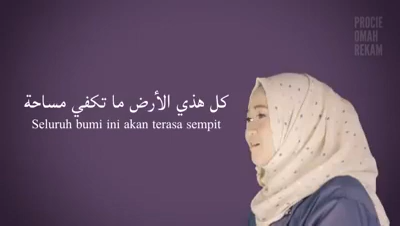 PROCIE
OMAH
REKAM
كل هذي الأرض ما تكفي مساحة
Seluruh bumi ini akan terasa sempit